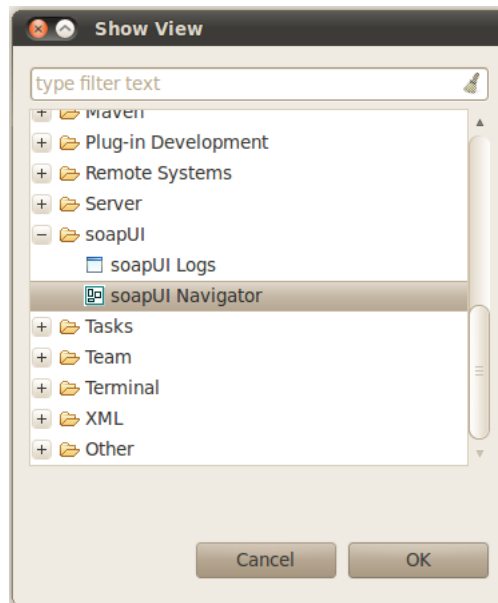 Show View
type filter text
Maven
Plug-in Development
Remote Systems
Server
soapUI
soapUI Logs
soapUI Navigator
Tasks
Team
Terminal
XML
Other
Cancel OK